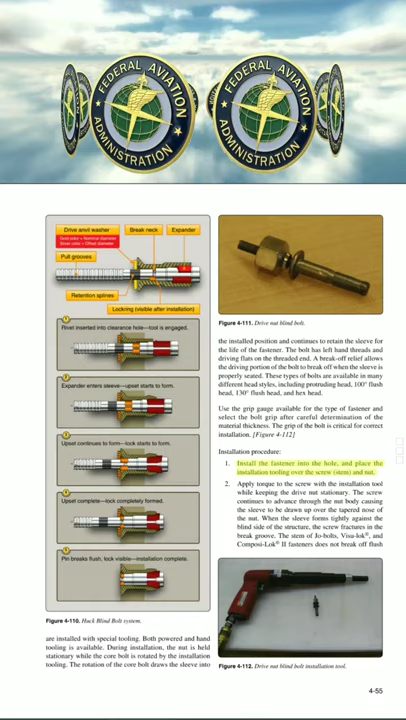 FEDERAL AVIATION
ADMINISTRATION
FEDERAL AVIATION
ADMINISTRATION
Drive anvil washer
Break neck
Expander
Pull grooves
Retention splines
Lockring (visible after installation)
1
Rivet inserted into clearance hole—tool is engaged.
2
Expander enters sleeve—upset starts to form.
3
Upset continues to form—lock starts to form.
4
Upset complete—lock completely formed.
5
Pin breaks flush, lock visible—installation complete.
Figure 4-110. Huck Blind Bolt system.
are installed with special tooling. Both powered and hand
tooling is available. During installation, the nut is held
stationary while the core bolt is rotated by the installation
tooling. The rotation of the core bolt draws the sleeve into
Figure 4-111. Drive nut blind bolt.
the installed position and continues to retain the sleeve for
the life of the fastener. The bolt has left hand threads and
driving flats on the threaded end. A break-off relief allows
the driving portion of the bolt to break off when the sleeve is
properly seated. These types of bolts are available in many
different head styles, including protruding head, 100° flush
head, 130° flush head, and hex head.
Use the grip gauge available for the type of fastener and
select the bolt grip after careful determination of the
material thickness. The grip of the bolt is critical for correct
installation. [Figure 4-112]
Installation procedure:
1. Install the fastener into the hole, and place the
installation tooling over the screw (stem) and nut.
2. Apply torque to the screw with the installation tool
while keeping the drive nut stationary. The screw
continues to advance through the nut body causing
the sleeve to be drawn up over the tapered nose of
the nut. When the sleeve forms tightly against the
blind side of the structure, the screw fractures in the
break groove. The stem of Jo-bolts, Visu-lok®, and
Composi-Lok® II fasteners does not break off flush
Figure 4-112. Drive nut blind bolt installation tool.
4-55